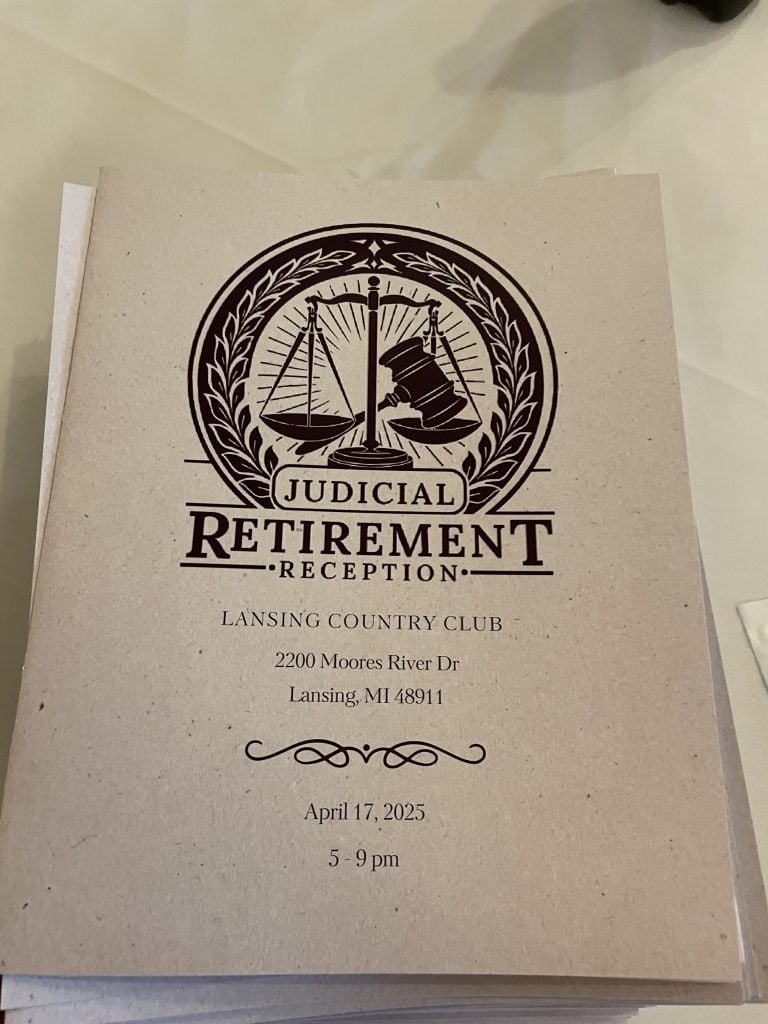 JUDICIAL
RETIREMENT
•RECEPTION•
LANSING COUNTRY CLUB
2200 Moores River Dr
Lansing, MI 48911
April 17, 2025
5 - 9 pm